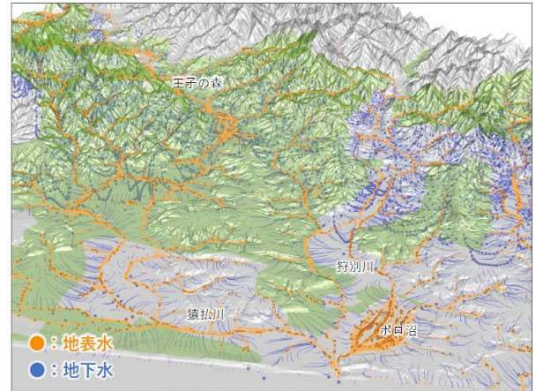 王子の森
狩別川
猿払川
ポロ沼
：地表水
：地下水